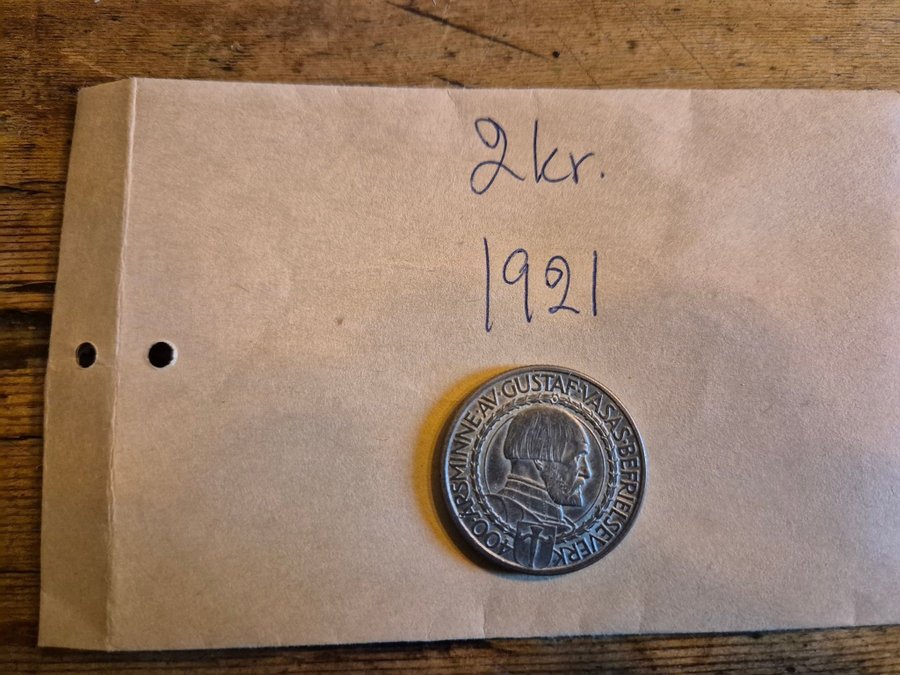 2kr.
1921
400·ÅRSMINNE·AV·GUSTAF·VASAS·BEFRIELSEVERK